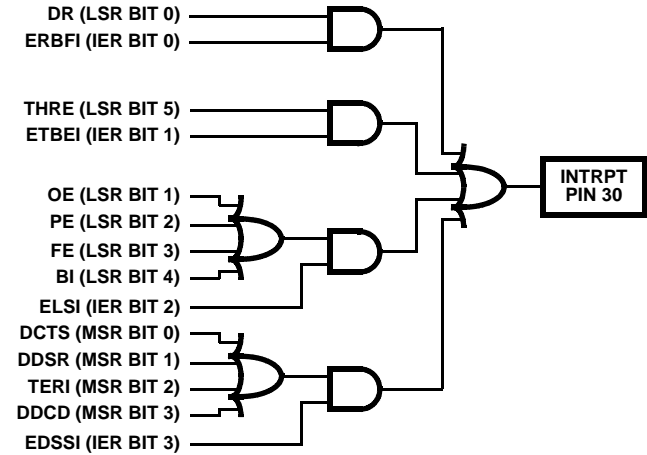 DR (LSR BIT 0)
ERBFI (IER BIT 0)
THRE (LSR BIT 5)
ETBEI (IER BIT 1)
OE (LSR BIT 1)
PE (LSR BIT 2)
FE (LSR BIT 3)
BI (LSR BIT 4)
ELSI (IER BIT 2)
DCTS (MSR BIT 0)
DDSR (MSR BIT 1)
TERI (MSR BIT 2)
DDCD (MSR BIT 3)
EDSSI (IER BIT 3)
INTRPT
PIN 30